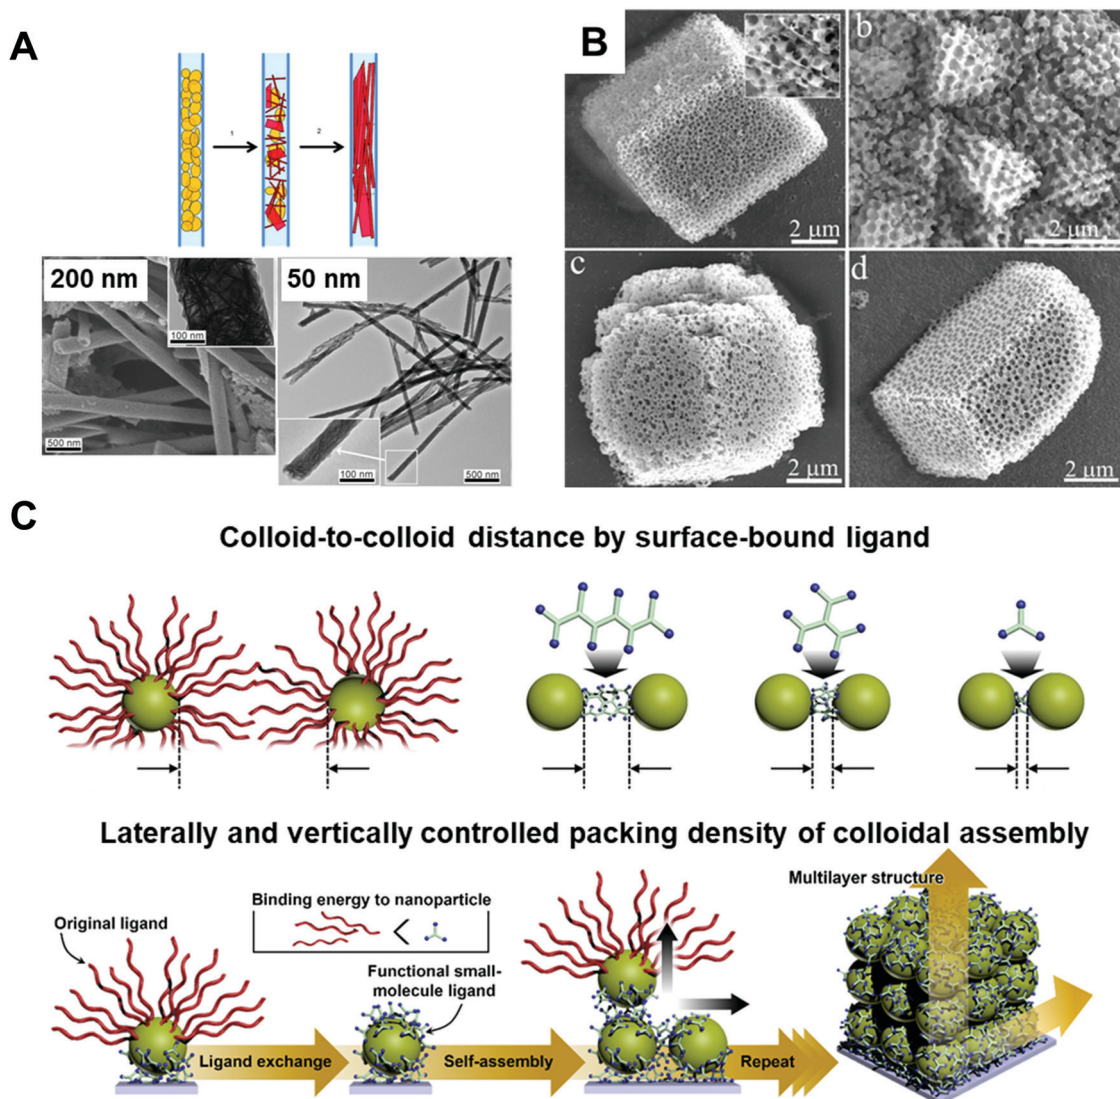 A
1
2
200 nm
100 nm
500 nm
50 nm
100 nm
500 nm
B
2 μm
b
2 μm
c
2 μm
d
2 μm
C
Colloid-to-colloid distance by surface-bound ligand
Laterally and vertically controlled packing density of colloidal assembly
Original ligand
Binding energy to nanoparticle
<
Functional small-
molecule ligand
Multilayer structure
Ligand exchange
Self-assembly
Repeat